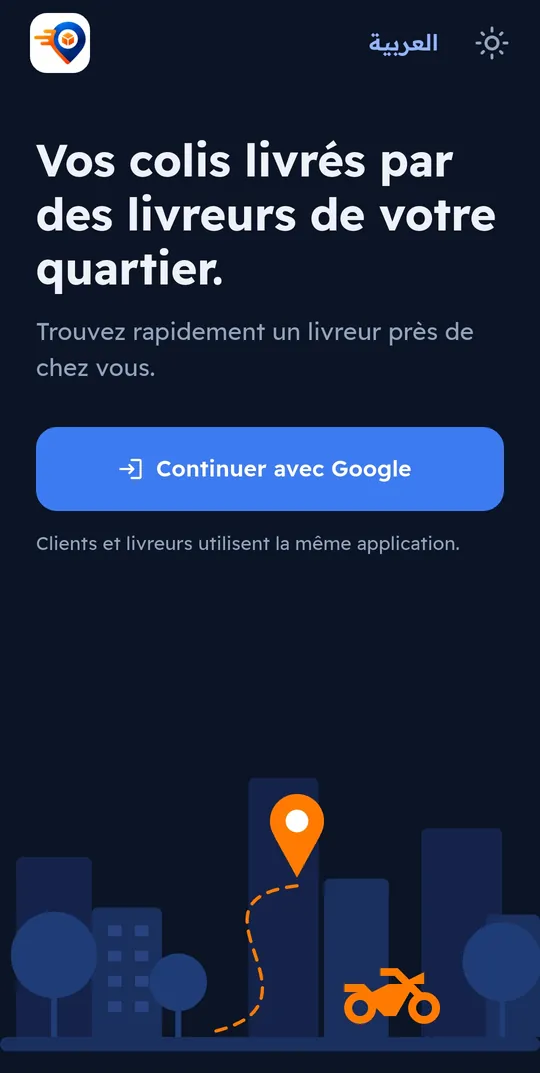 العربية
Vos colis livrés par
des livreurs de votre
quartier.
Trouvez rapidement un livreur près de
chez vous.
Continuer avec Google
Clients et livreurs utilisent la même application.